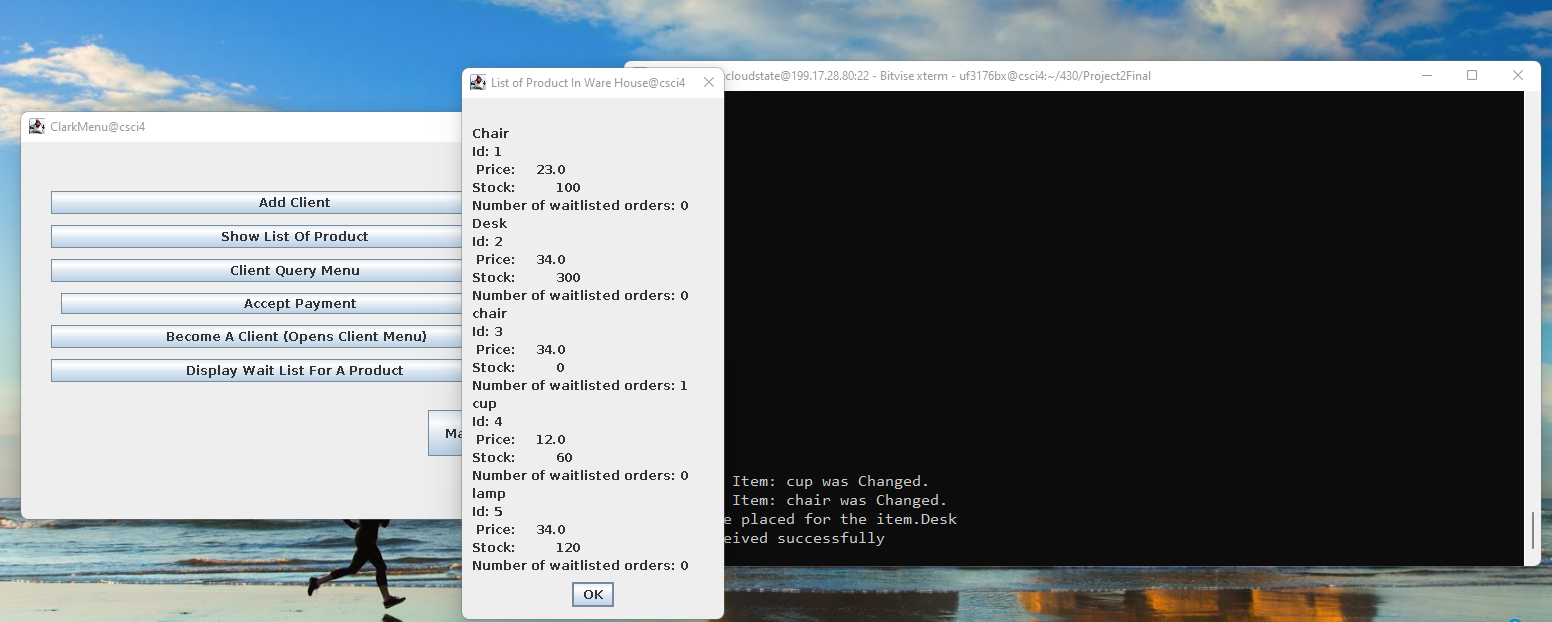 cloudstate@199.17.28.80:22 - Bitvise xterm - uf3176bx@csci4:~/430/Project2Final
List of Product In Ware House@csci4
ClarkMenu@csci4
Add Client
Show List Of Product
Client Query Menu
Accept Payment
Become A Client (Opens Client Menu)
Display Wait List For A Product
Chair
Id: 1
Price: 23.0
Stock: 100
Number of waitlisted orders: 0
Desk
Id: 2
Price: 34.0
Stock: 300
Number of waitlisted orders: 0
chair
Id: 3
Price: 34.0
Stock: 0
Number of waitlisted orders: 1
cup
Id: 4
Price: 12.0
Stock: 60
Number of waitlisted orders: 0
lamp
Id: 5
Price: 34.0
Stock: 120
Number of waitlisted orders: 0
OK
Item: cup was Changed.
Item: chair was Changed.
e placed for the item.Desk
eived successfully